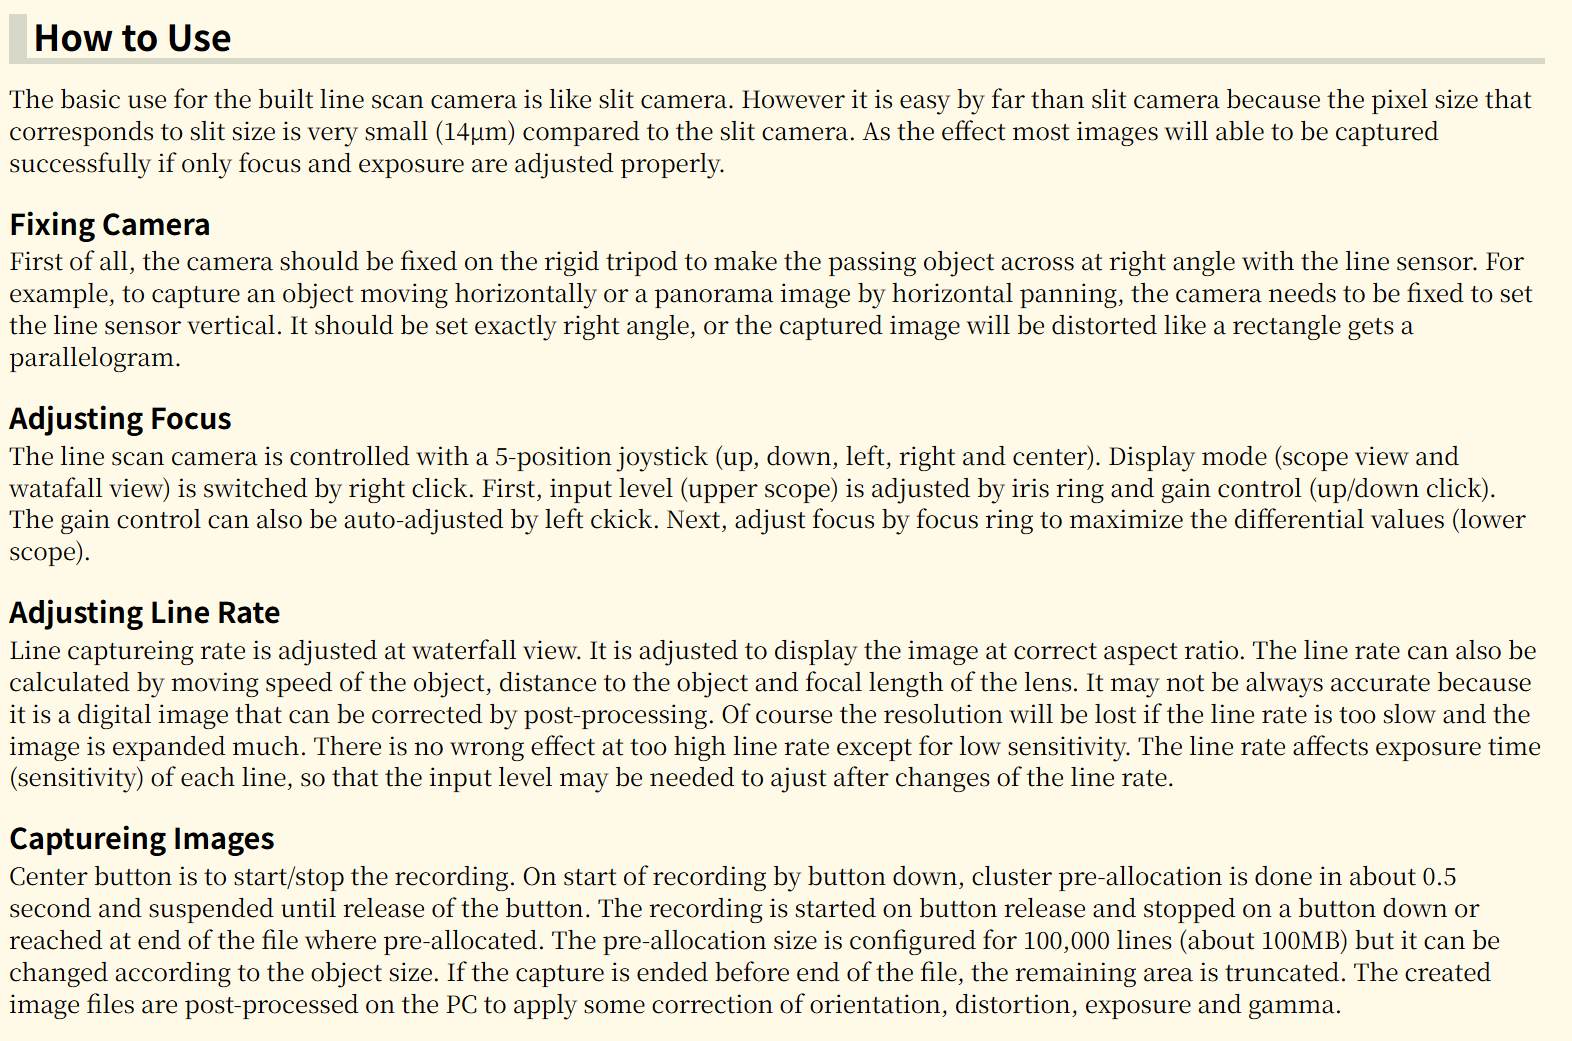 How to Use
The basic use for the built line scan camera is like slit camera. However it is easy by far than slit camera because the pixel size that
corresponds to slit size is very small (14μm) compared to the slit camera. As the effect most images will able to be captured
successfully if only focus and exposure are adjusted properly.
Fixing Camera
First of all, the camera should be fixed on the rigid tripod to make the passing object across at right angle with the line sensor. For
example, to capture an object moving horizontally or a panorama image by horizontal panning, the camera needs to be fixed to set
the line sensor vertical. It should be set exactly right angle, or the captured image will be distorted like a rectangle gets a
parallelogram.
Adjusting Focus
The line scan camera is controlled with a 5-position joystick (up, down, left, right and center). Display mode (scope view and
watafall view) is switched by right click. First, input level (upper scope) is adjusted by iris ring and gain control (up/down click).
The gain control can also be auto-adjusted by left ckick. Next, adjust focus by focus ring to maximize the differential values (lower
scope).
Adjusting Line Rate
Line captureing rate is adjusted at waterfall view. It is adjusted to display the image at correct aspect ratio. The line rate can also be
calculated by moving speed of the object, distance to the object and focal length of the lens. It may not be always accurate because
it is a digital image that can be corrected by post-processing. Of course the resolution will be lost if the line rate is too slow and the
image is expanded much. There is no wrong effect at too high line rate except for low sensitivity. The line rate affects exposure time
(sensitivity) of each line, so that the input level may be needed to ajust after changes of the line rate.
Captureing Images
Center button is to start/stop the recording. On start of recording by button down, cluster pre-allocation is done in about 0.5
second and suspended until release of the button. The recording is started on button release and stopped on a button down or
reached at end of the file where pre-allocated. The pre-allocation size is configured for 100,000 lines (about 100MB) but it can be
changed according to the object size. If the capture is ended before end of the file, the remaining area is truncated. The created
image files are post-processed on the PC to apply some correction of orientation, distortion, exposure and gamma.